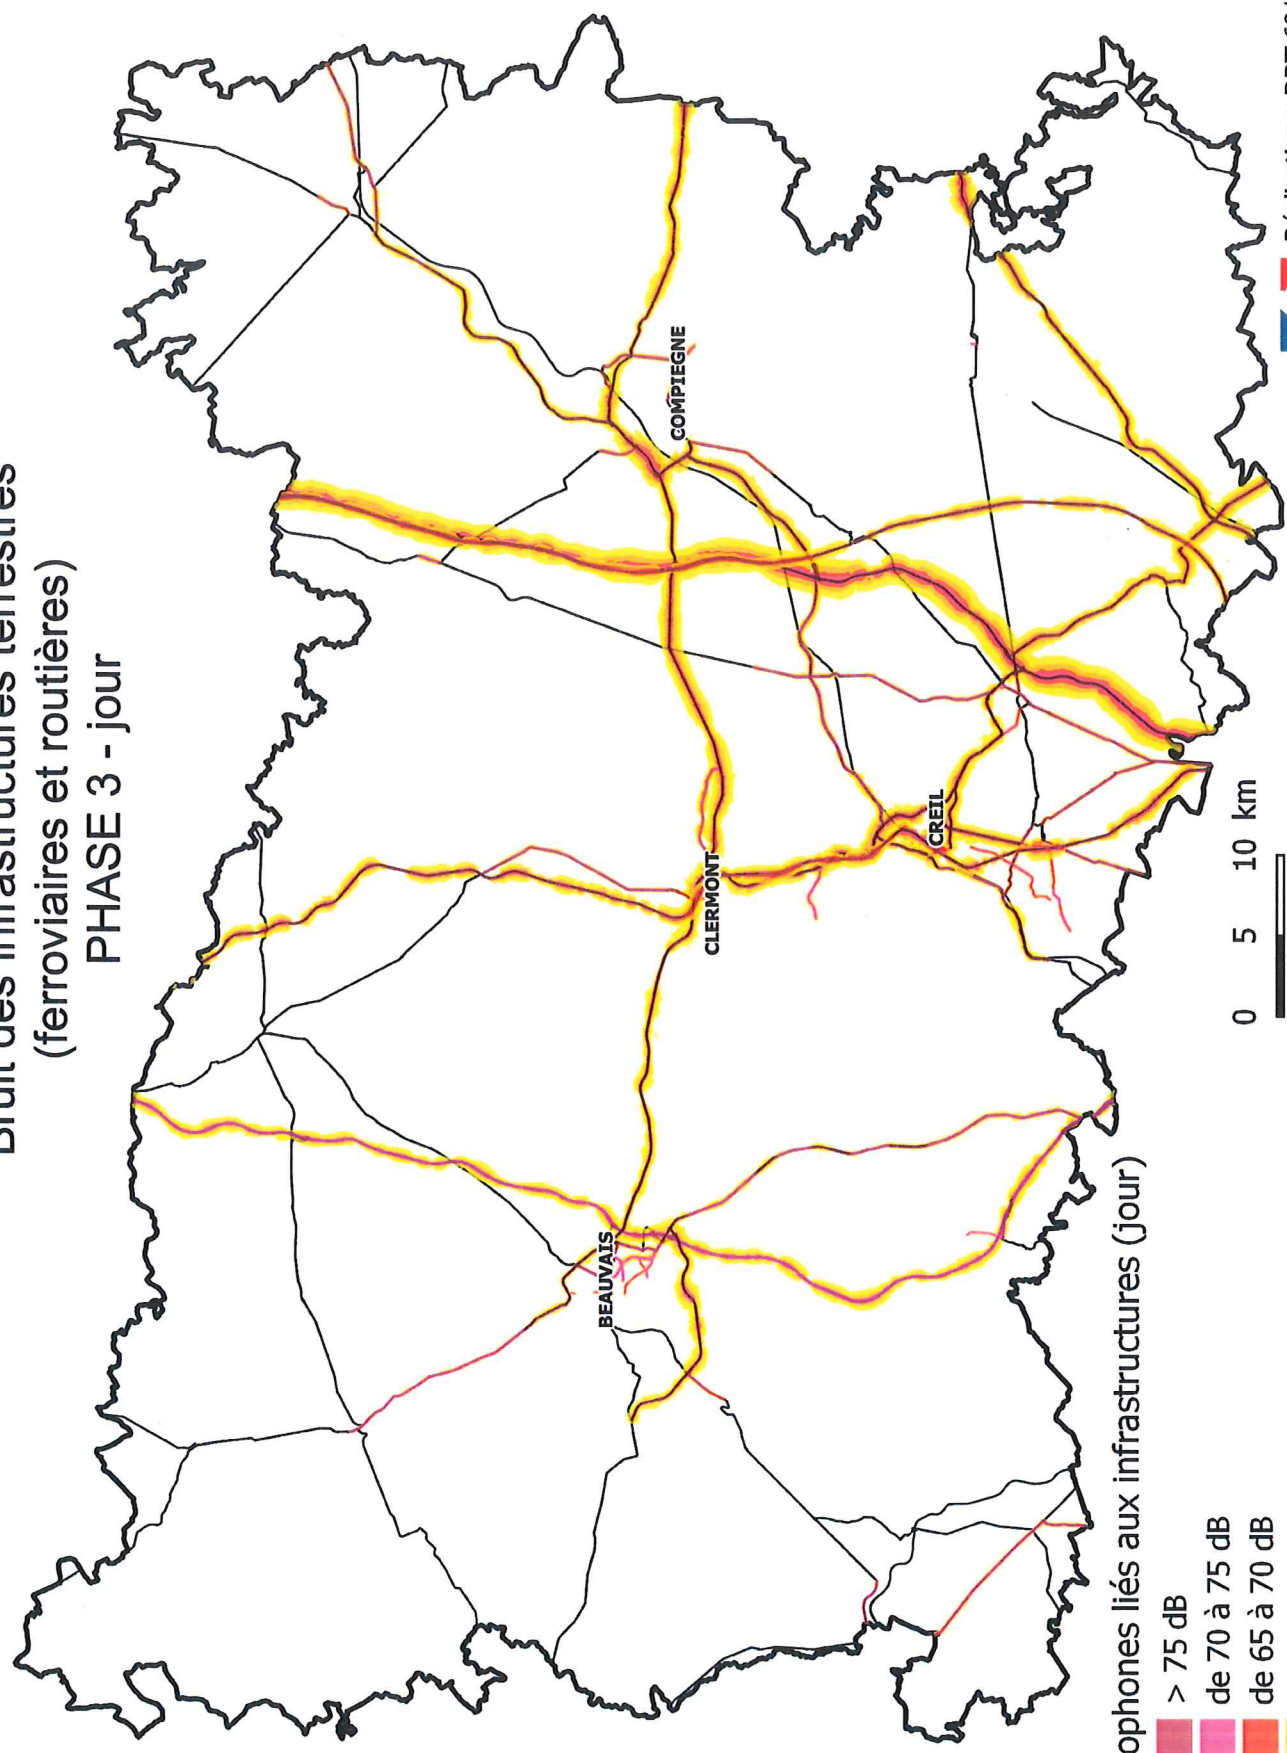 Bruit des infrastructures terrestres
(ferroviaires et routières)
PHASE 3 - jour
COMPIEGNE
CLERMONT
CREIL
BEAUVAIS
0 5 10 km
ophones liés aux infrastructures (jour)
> 75 dB
de 70 à 75 dB
de 65 à 70 dB